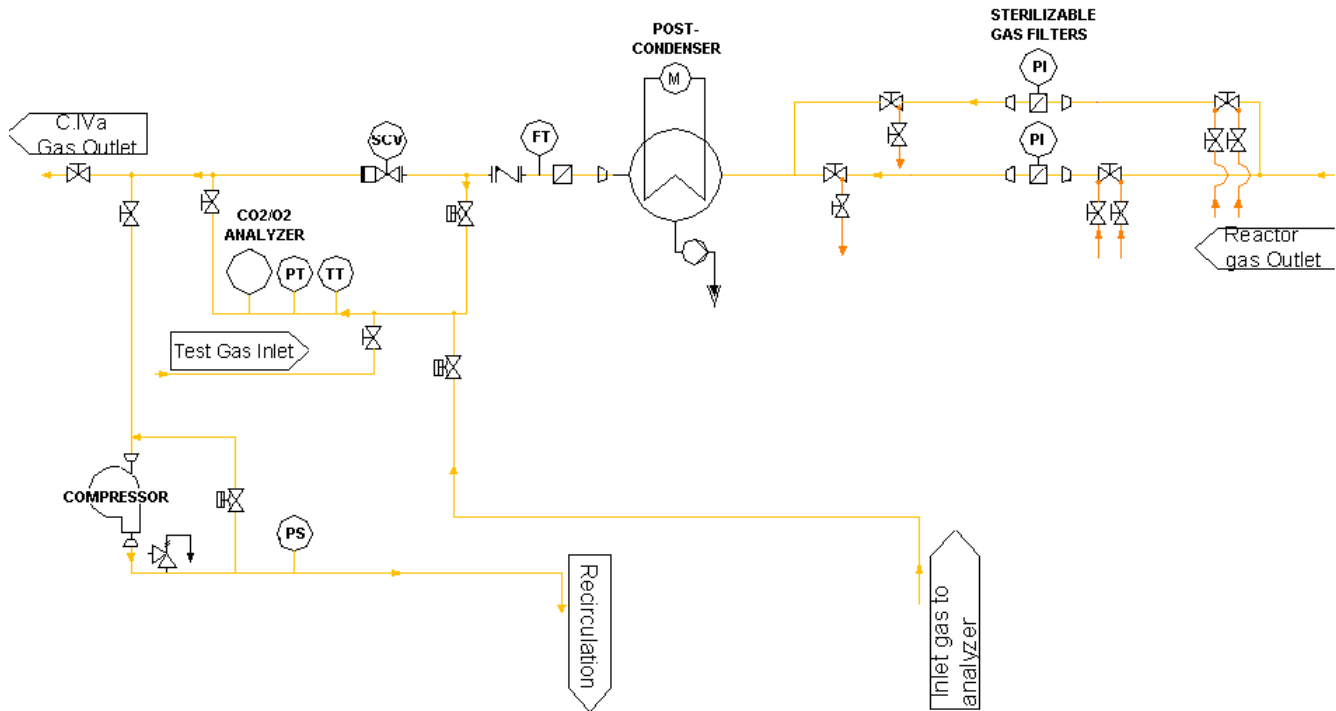 POST-
CONDENSER
STERILIZABLE
GAS FILTERS
M
PI
C.IVa
Gas Outlet
SCV
FT
PI
CO2/O2
ANALYZER
PT
TT
Reactor
gas Outlet
Test Gas Inlet
COMPRESSOR
PS
Recirculation
Inlet gas to
analyzer